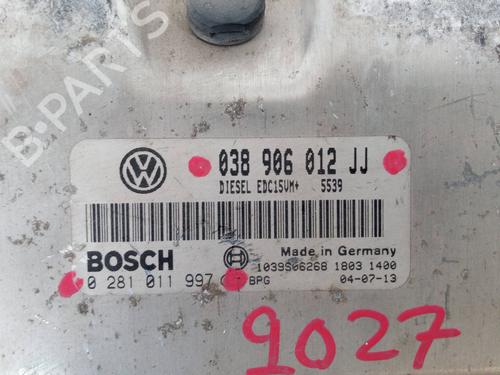 B-PARTS
038 906 012 JJ
DIESEL EDC15VM+ 5539
BOSCH
Made in Germany
1039S06268 1803 1400
0 281 011 997
BPG 04-07-13
9027